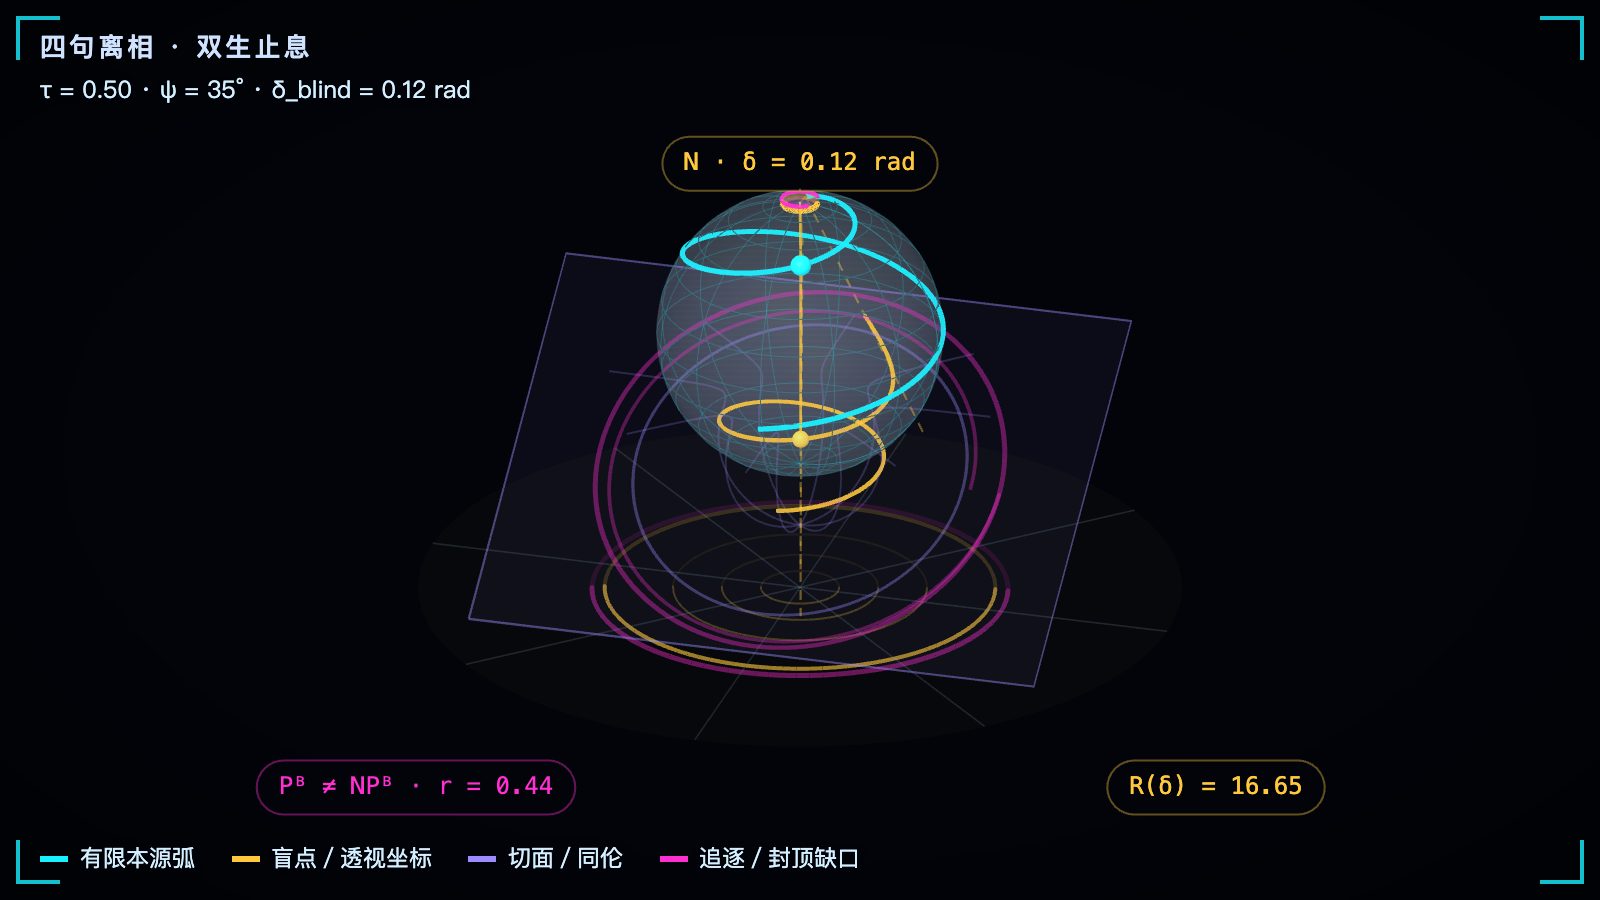 四句离相 · 双生止息
τ = 0.50 · ψ = 35° · δ_blind = 0.12 rad
N · δ = 0.12 rad
Pᴮ ≠ NPᴮ · r = 0.44
R(δ) = 16.65
有限本源弧
盲点 / 透视坐标
切面 / 同伦
追逐 / 封顶缺口